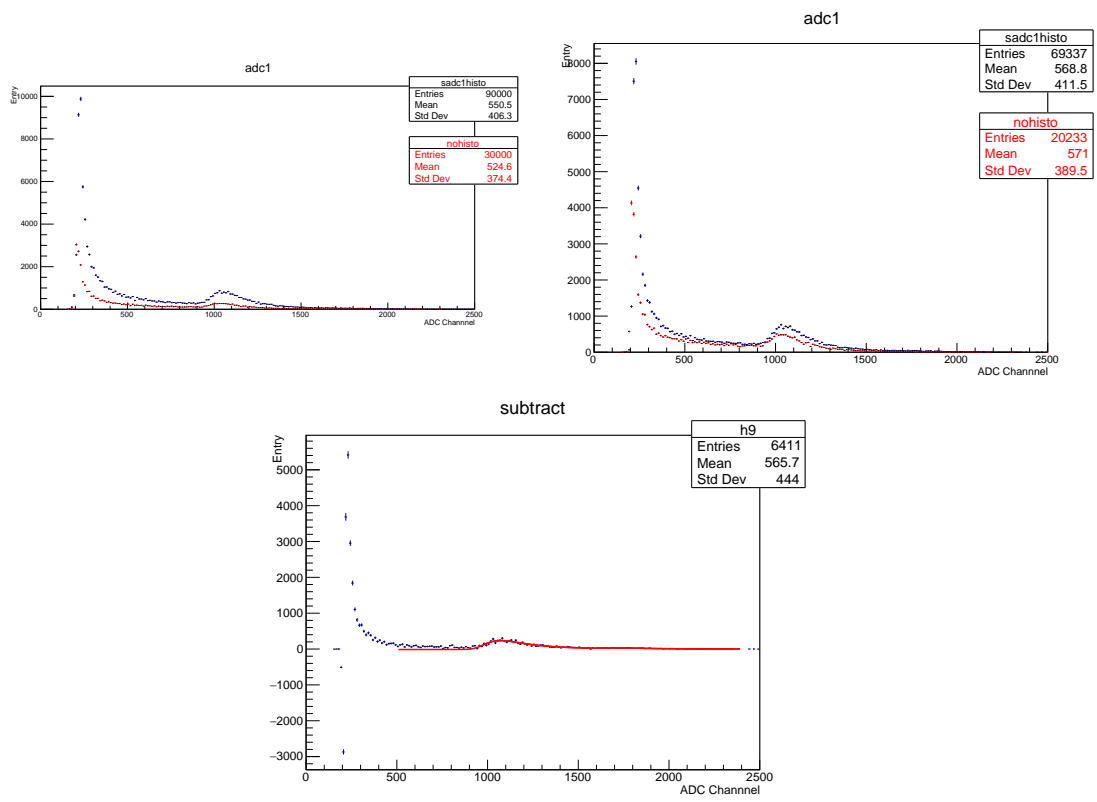 adc1
Entry
sadc1histo
Entries 90000
Mean 550.5
Std Dev 406.3
nohisto
Entries 30000
Mean 524.6
Std Dev 374.4
10000
8000
6000
4000
2000
0
0 500 1000 1500 2000 2500
ADC Channnel
adc1
Entry
sadc1histo
Entries 69337
Mean 568.8
Std Dev 411.5
nohisto
Entries 20233
Mean 571
Std Dev 389.5
8000
7000
6000
5000
4000
3000
2000
1000
0
0 500 1000 1500 2000 2500
ADC Channnel
subtract
Entry
h9
Entries 6411
Mean 565.7
Std Dev 444
5000
4000
3000
2000
1000
0
−1000
−2000
−3000
0 500 1000 1500 2000 2500
ADC Channnel